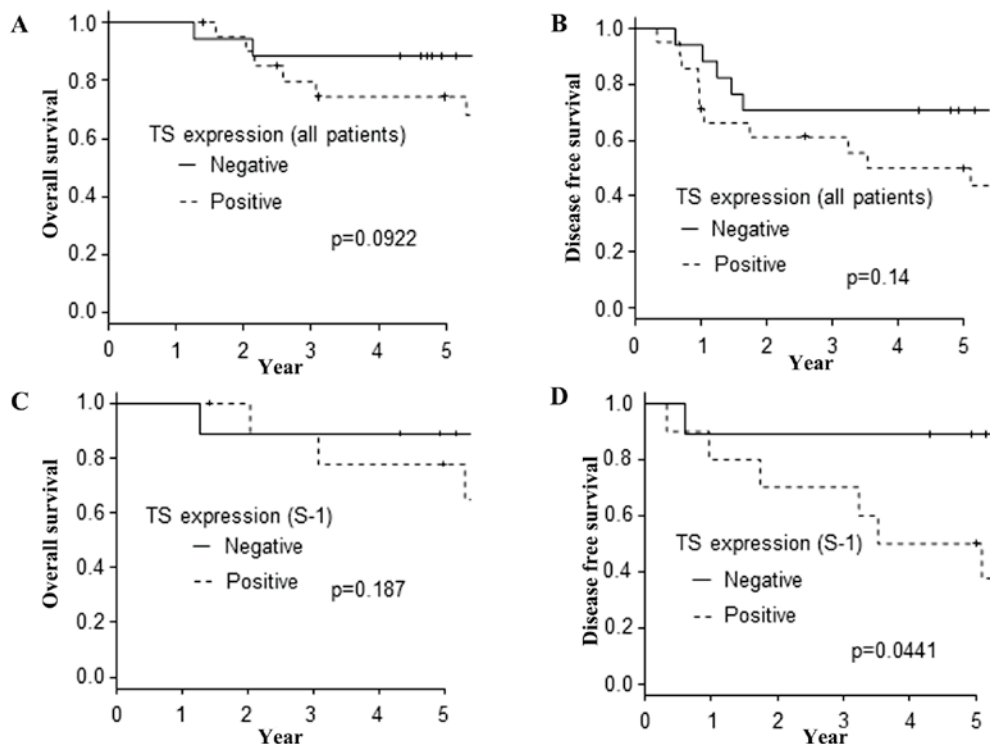 A
Overall survival
1.0
0.8
0.6
0.4
0.2
0.0
TS expression (all patients)
Negative
Positive
p=0.0922
0 1 2 3 4 5
Year
B
Disease free survival
1.0
0.8
0.6
0.4
0.2
0.0
TS expression (all patients)
Negative
Positive
p=0.14
0 1 2 3 4 5
Year
C
Overall survival
1.0
0.8
0.6
0.4
0.2
0.0
TS expression (S-1)
Negative
Positive
p=0.187
0 1 2 3 4 5
Year
D
Disease free survival
1.0
0.8
0.6
0.4
0.2
0.0
TS expression (S-1)
Negative
Positive
p=0.0441
0 1 2 3 4 5
Year